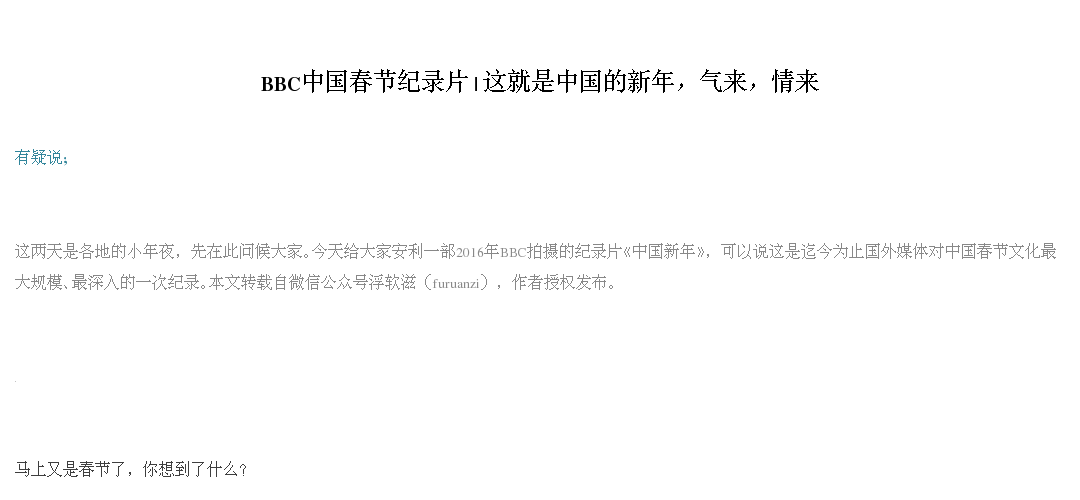 BBC中国春节纪录片|这就是中国的新年，气来，情来
有疑说；
这两天是各地的小年夜，先在此问候大家。今天给大家安利一部2016年BBC拍摄的纪录片《中国新年》，可以说这是迄今为止国外媒体对中国春节文化最
大规模、最深入的一次纪录。本文转载自微信公众号浮软滋（furuanzi），作者授权发布。
马上又是春节了，你想到了什么？